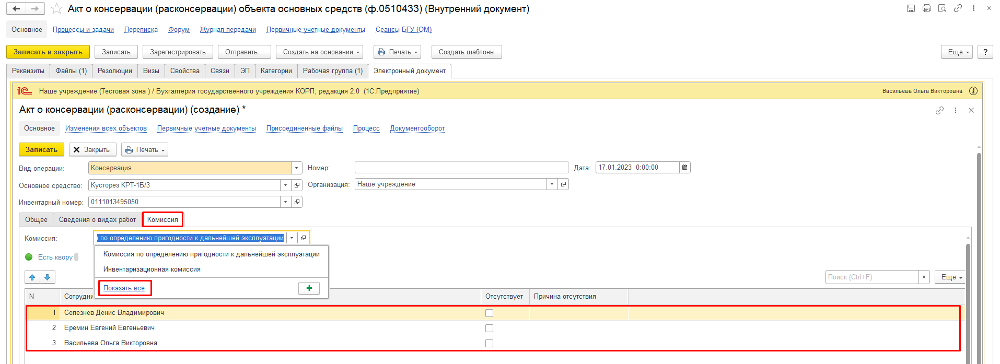 Акт о консервации (расконсервации) объекта основных средств (ф.0510433) (Внутренний документ)
Основное Процессы и задачи Переписка Форум Журнал передачи Первичные учетные документы Сеансы БГУ (ОМ)
Записать и закрыть Записать Зарегистрировать Отправить... Создать на основании Печать Создать шаблоны Еще ?
Реквизиты Файлы (1) Резолюции Визы Свойства Связи ЭП Категории Рабочая группа (1) Электронный документ
1С Наше учреждение (Тестовая зона ) / Бухгалтерия государственного учреждения КОРП, редакция 2.0 (1С:Предприятие) Васильева Ольга Викторовна
Акт о консервации (расконсервации) (создание) *
Основное Изменения всех объектов Первичные учетные документы Присоединенные файлы Процесс Документооборот
Записать Закрыть Печать
Вид операции: Консервация Номер: Дата: 17.01.2023 0:00:00
Основное средство: Кусторез КРТ-1Б/3 Организация: Наше учреждение
Инвентарный номер: 0111013495050
Общее Сведения о видах работ Комиссия
Комиссия: по определению пригодности к дальнейшей эксплуатации
Комиссия по определению пригодности к дальнейшей эксплуатации
Есть квору
Инвентаризационная комиссия
Поиск (Ctrl+F) × Еще
Показать все
N Сотрудни Отсутствует Причина отсутствия
1 Селезнев Денис Владимирович
2 Еремин Евгений Евгеньевич
3 Васильева Ольга Викторовна